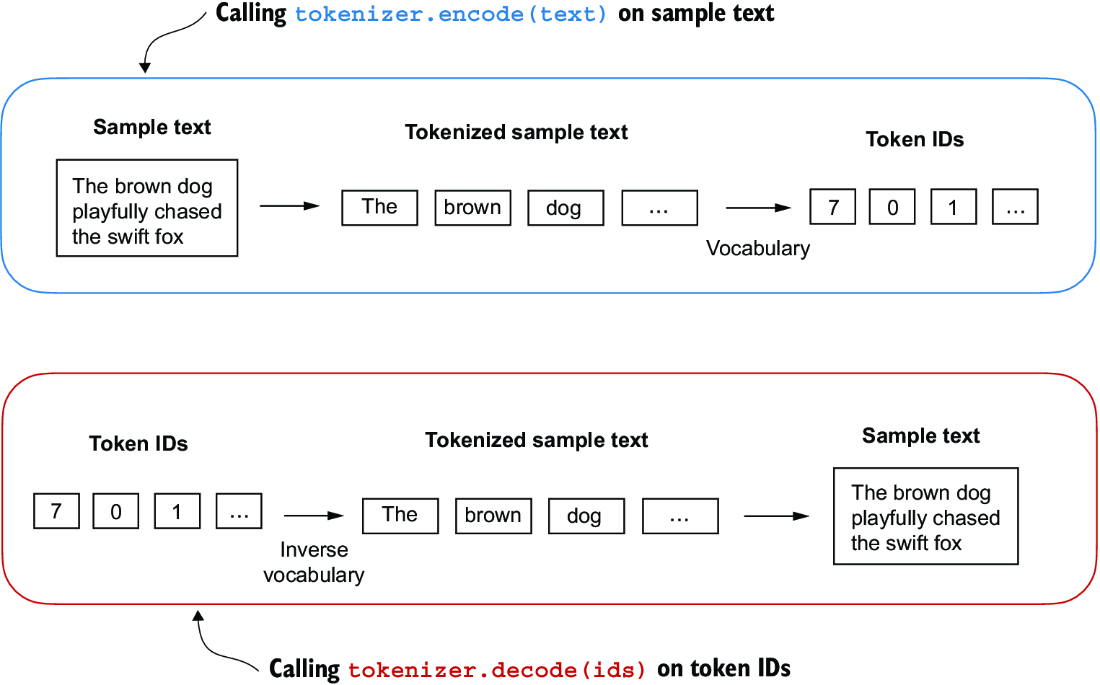 Calling tokenizer.encode(text) on sample text
Sample text
Tokenized sample text
Token IDs
The brown dog
playfully chased
the swift fox
The brown dog ...
7 0 1 ...
Vocabulary
Token IDs
Tokenized sample text
Sample text
7 0 1 ...
The brown dog ...
The brown dog
playfully chased
the swift fox
Inverse
vocabulary
Calling tokenizer.decode(ids) on token IDs